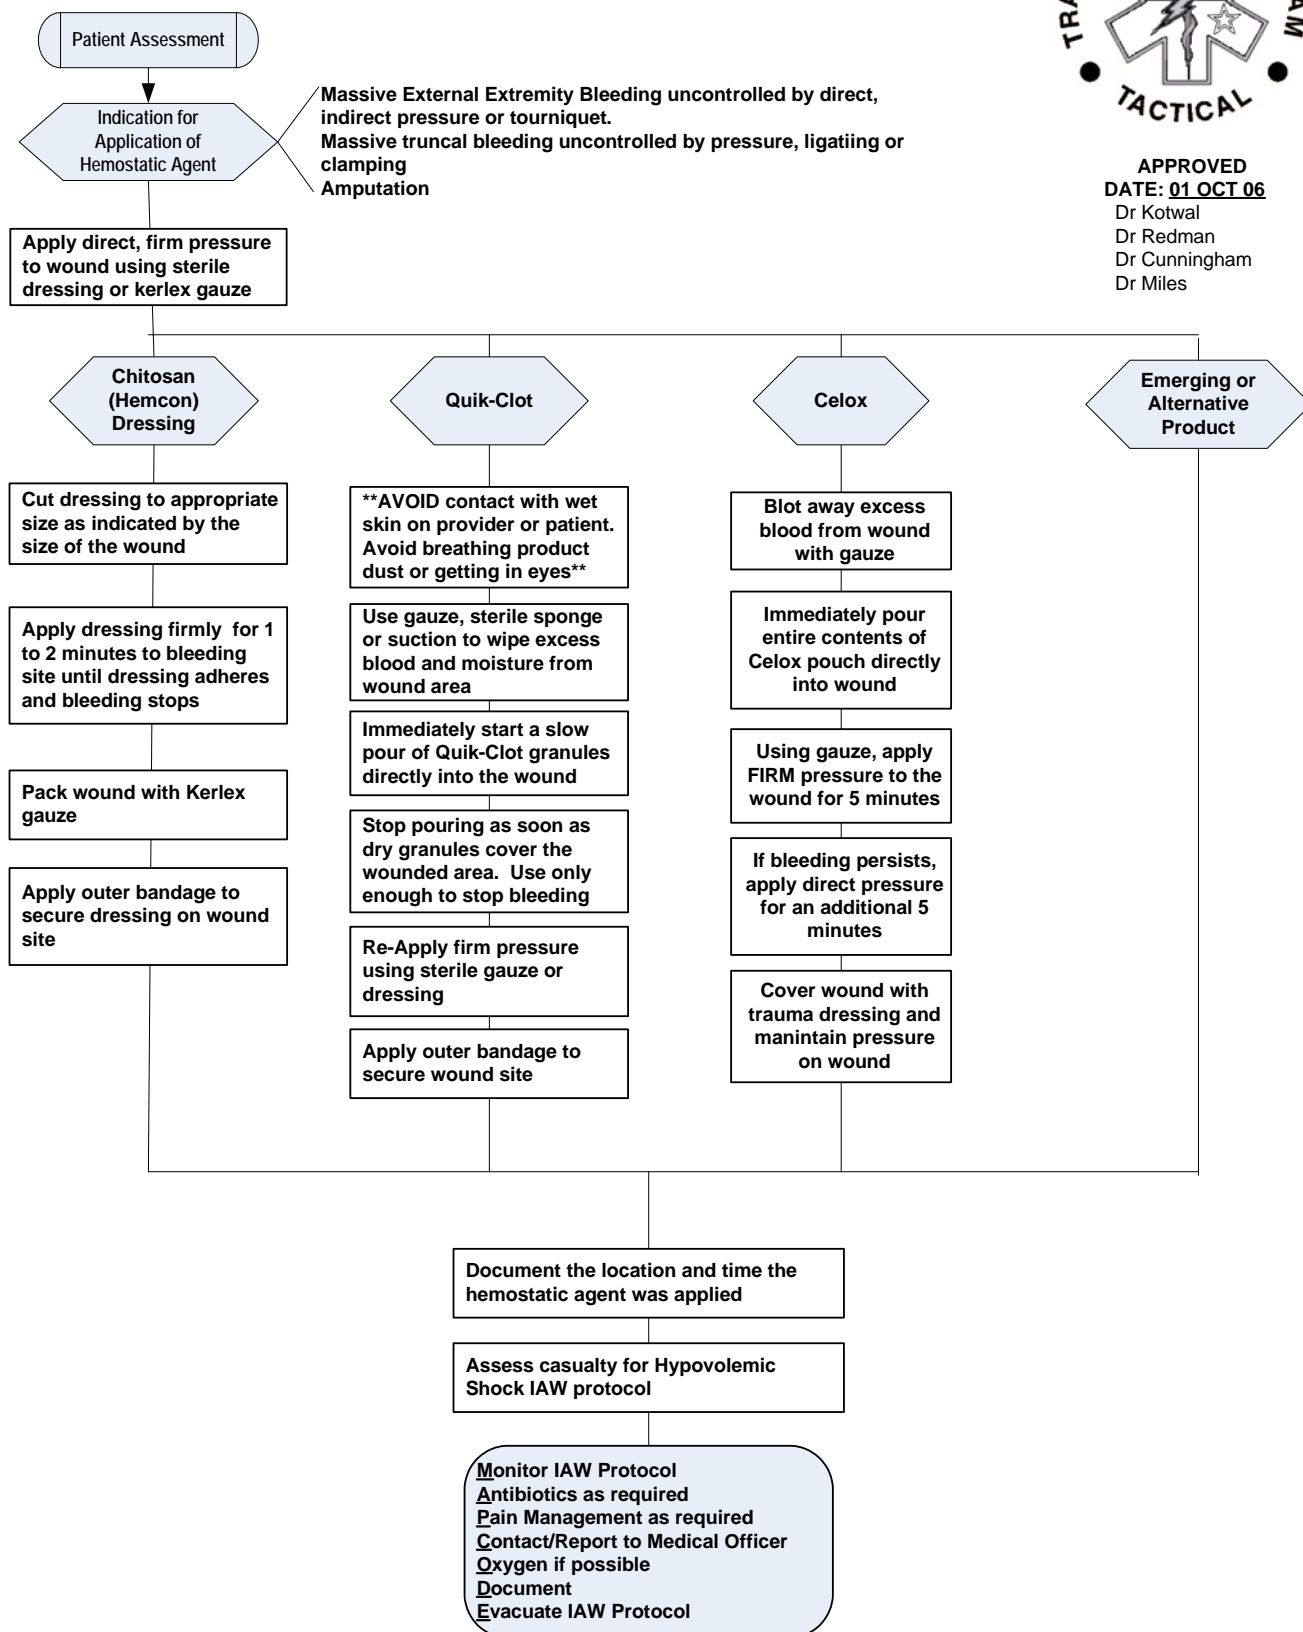 Patient Assessment
Indication for
Application of
Hemostatic Agent
Massive External Extremity Bleeding uncontrolled by direct,
indirect pressure or tourniquet.
Massive truncal bleeding uncontrolled by pressure, ligatiing or
clamping
Amputation
TACTICAL
APPROVED
DATE: 01 OCT 06
Dr Kotwal
Dr Redman
Dr Cunningham
Dr Miles
Apply direct, firm pressure
to wound using sterile
dressing or kerlex gauze
Chitosan
(Hemcon)
Dressing
Cut dressing to appropriate
size as indicated by the
size of the wound
Apply dressing firmly for 1
to 2 minutes to bleeding
site until dressing adheres
and bleeding stops
Pack wound with Kerlex
gauze
Apply outer bandage to
secure dressing on wound
site
Quik-Clot
**AVOID contact with wet
skin on provider or patient.
Avoid breathing product
dust or getting in eyes**
Use gauze, sterile sponge
or suction to wipe excess
blood and moisture from
wound area
Immediately start a slow
pour of Quik-Clot granules
directly into the wound
Stop pouring as soon as
dry granules cover the
wounded area. Use only
enough to stop bleeding
Re-Apply firm pressure
using sterile gauze or
dressing
Apply outer bandage to
secure wound site
Celox
Blot away excess
blood from wound
with gauze
Immediately pour
entire contents of
Celox pouch directly
into wound
Using gauze, apply
FIRM pressure to the
wound for 5 minutes
If bleeding persists,
apply direct pressure
for an additional 5
minutes
Cover wound with
trauma dressing and
manintain pressure
on wound
Emerging or
Alternative
Product
Document the location and time the
hemostatic agent was applied
Assess casualty for Hypovolemic
Shock IAW protocol
Monitor IAW Protocol
Antibiotics as required
Pain Management as required
Contact/Report to Medical Officer
Oxygen if possible
Document
Evacuate IAW Protocol